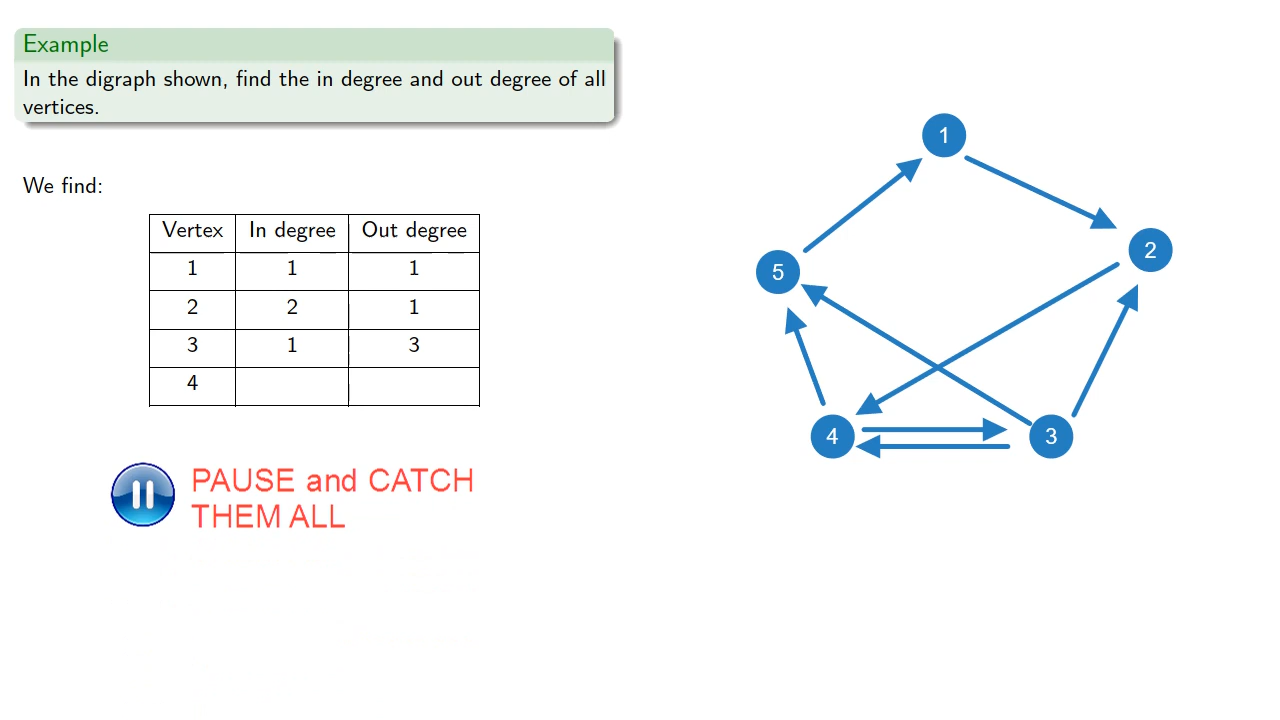 Example
In the digraph shown, find the in degree and out degree of all
vertices.
We find:
Vertex In degree Out degree
1 1 1
2 2 1
3 1 3
4
PAUSE and CATCH
THEM ALL
1
2
5
4
3